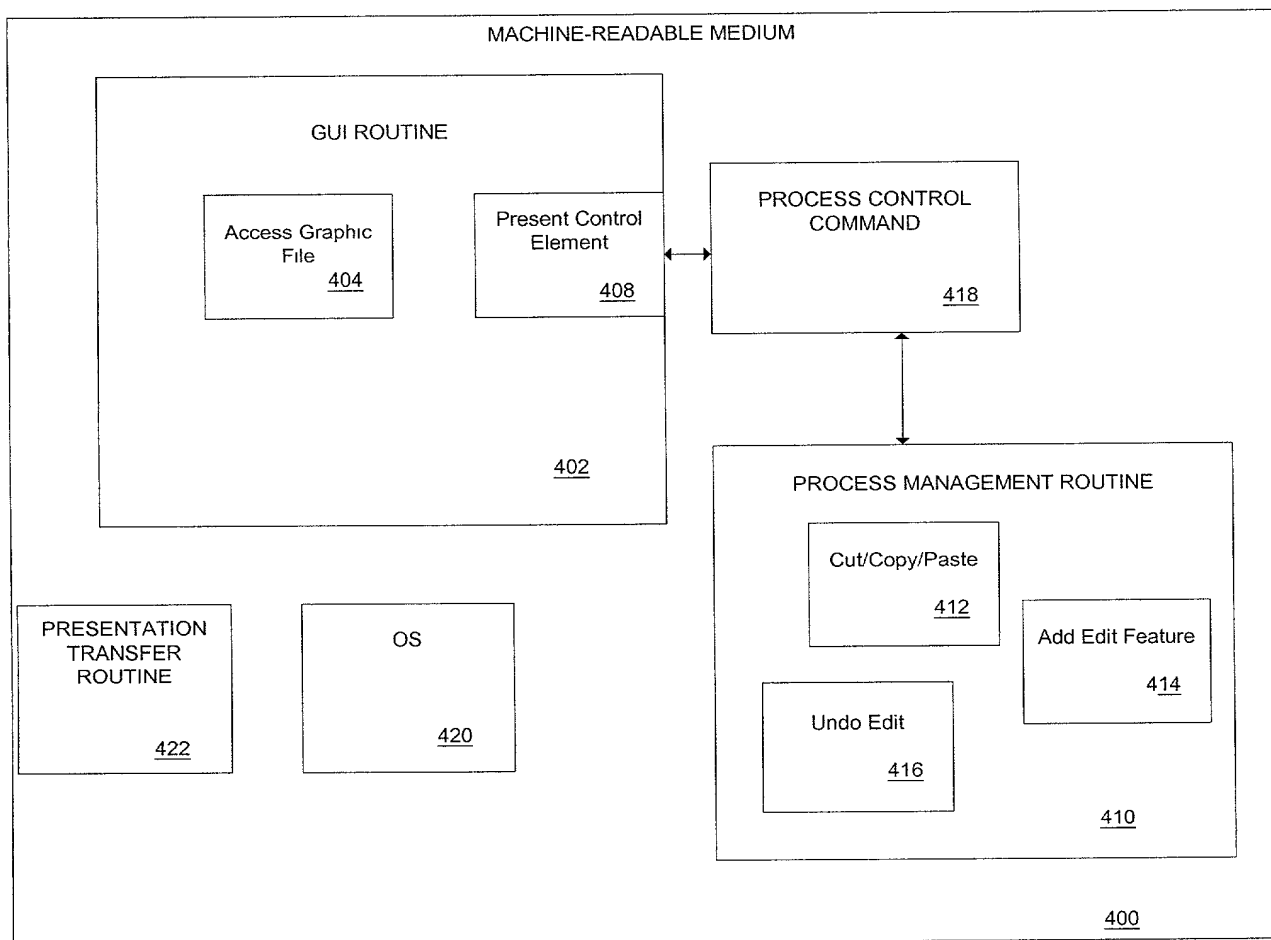 MACHINE-READABLE MEDIUM
GUI ROUTINE
Access Graphic
File
404
Present Control
Element
408
402
PROCESS CONTROL
COMMAND
418
PROCESS MANAGEMENT ROUTINE
Cut/Copy/Paste
412
Add Edit Feature
414
Undo Edit
416
410
PRESENTATION
TRANSFER
ROUTINE
422
OS
420
400